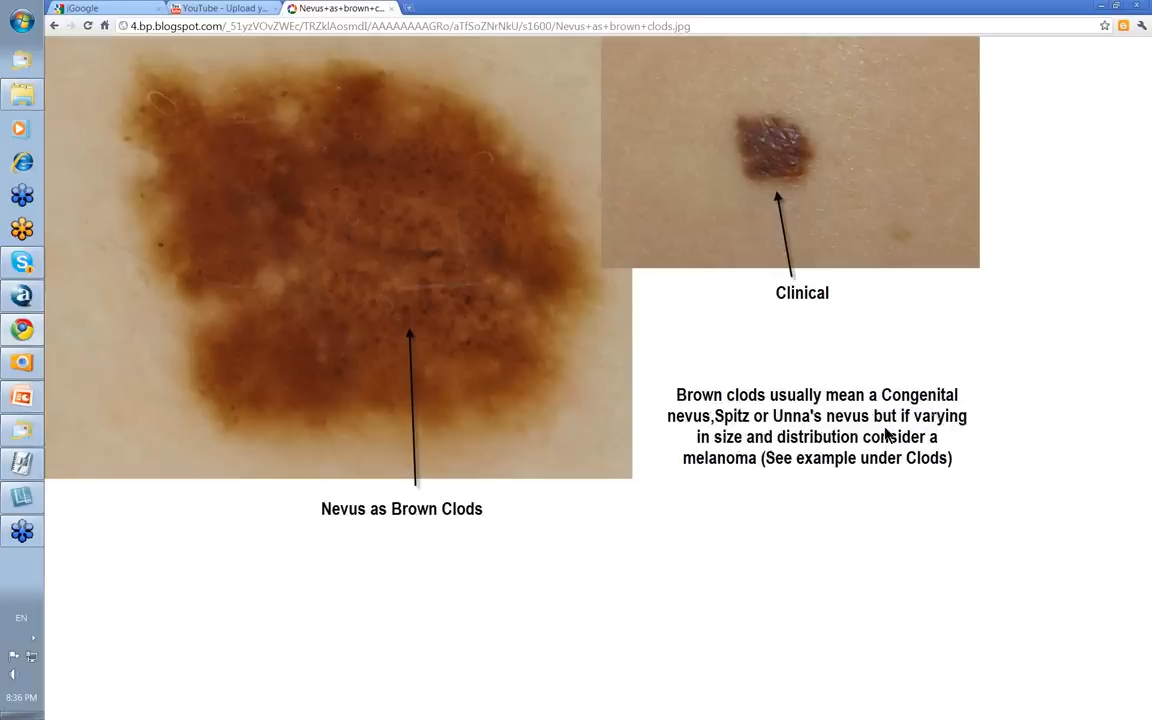 iGoogle
YouTube - Upload y...
Nevus+as+brown+c...
4.bp.blogspot.com/_51yzVOvZWEc/TRZklAosmdI/AAAAAAAAGRo/aTfSoZNrNkU/s1600/Nevus+as+brown+clods.jpg
Clinical
Brown clods usually mean a Congenital
nevus,Spitz or Unna's nevus but if varying
in size and distribution consider a
melanoma (See example under Clods)
Nevus as Brown Clods
EN
8:36 PM